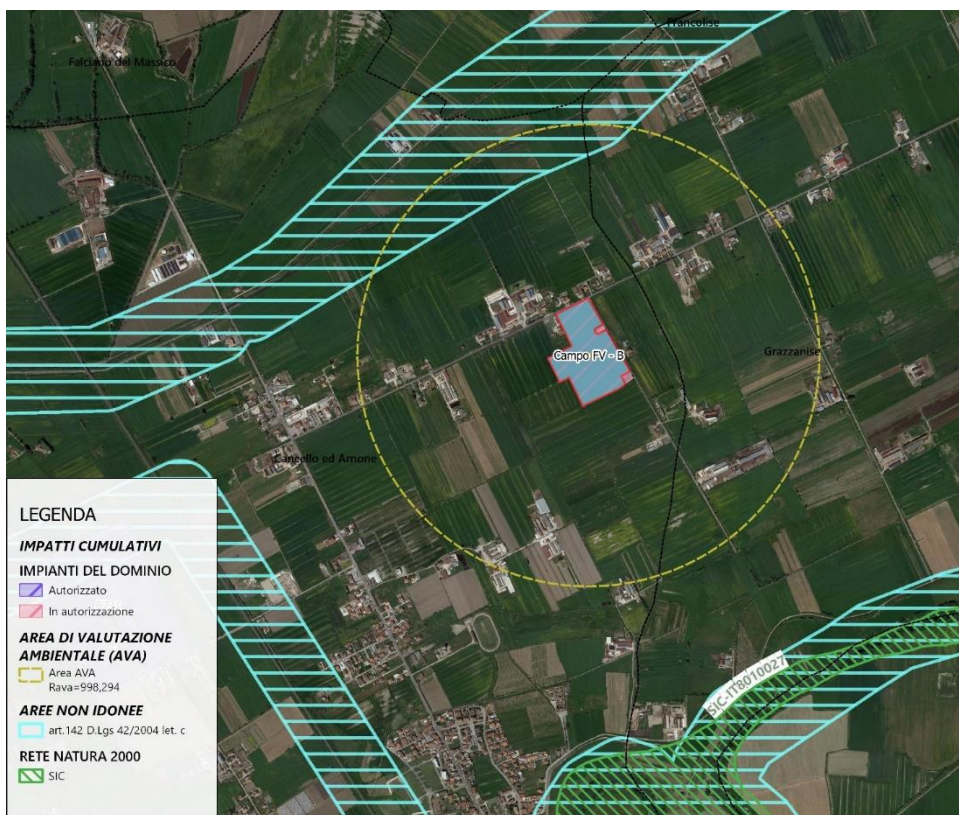 Francolise
Falciano del Massico
Campo FV - B
Grazzanise
Cancello ed Arnone
SIC-IT8010027
LEGENDA
IMPATTI CUMULATIVI
IMPIANTI DEL DOMINIO
Autorizzato
In autorizzazione
AREA DI VALUTAZIONE
AMBIENTALE (AVA)
Area AVA
Rava=998,294
AREE NON IDONEE
art.142 D.Lgs 42/2004 let. c
RETE NATURA 2000
SIC